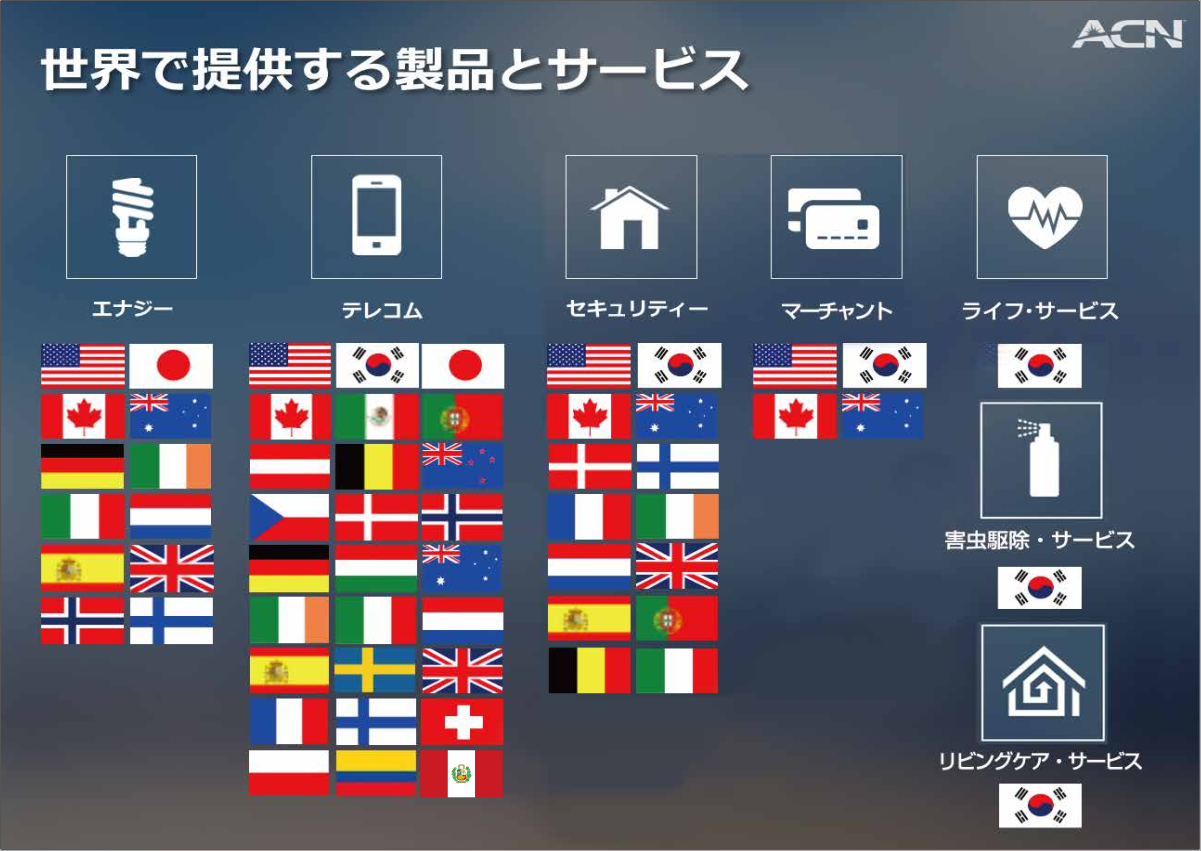 ACN
世界で提供する製品とサービス
エナジー
テレコム
セキュリティー
マーチャント
ライフ・サービス
害虫駆除・サービス
リビングケア・サービス